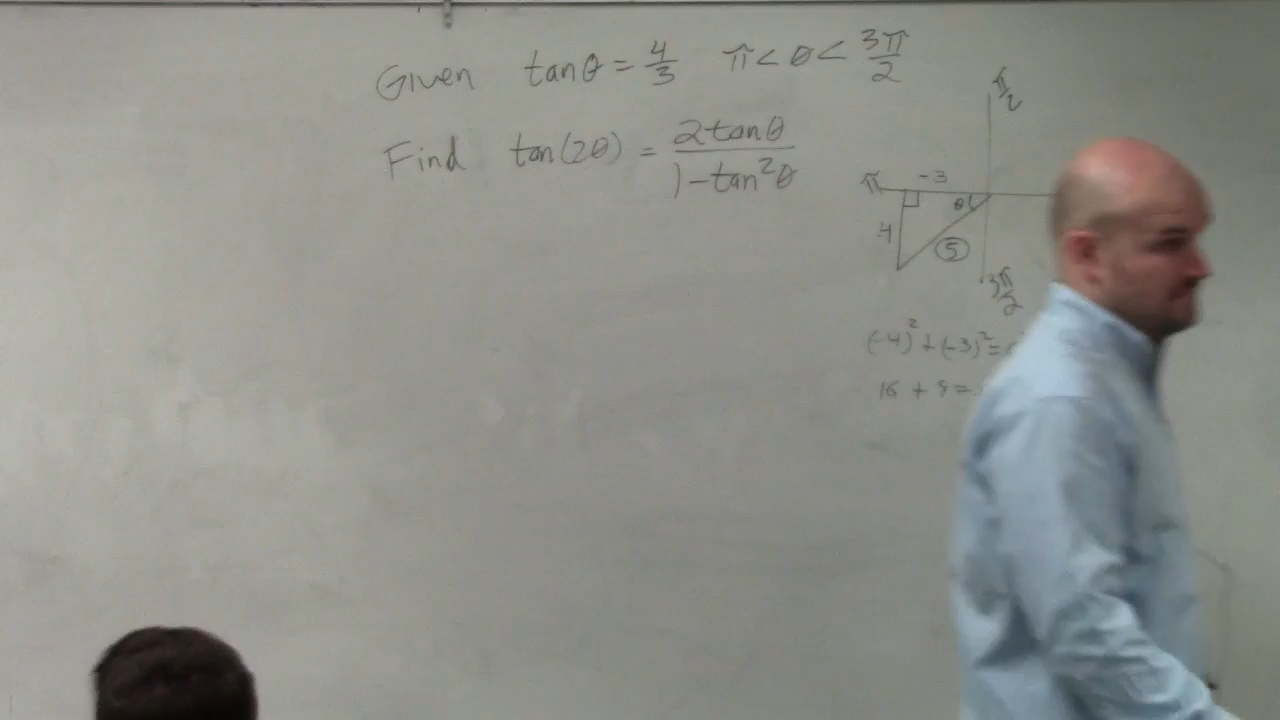 Given tanθ = 4/3 π < θ < 3π/2
Find tan(2θ) = 2tanθ / 1-tan²θ
π/2
π -3
θ
4
5
3π/2
(-4)² + (-3)² =
16 + 9 =